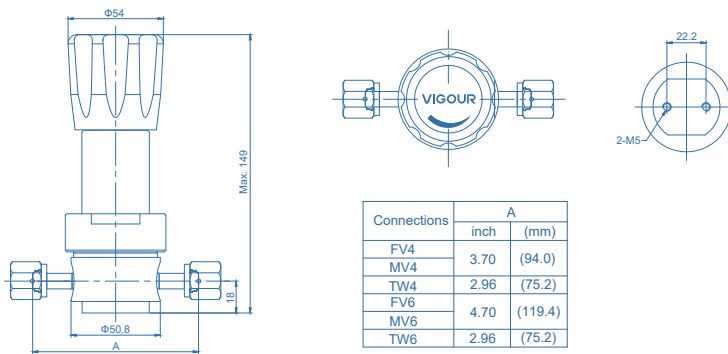 Φ54
Max. 149
18
Φ50.8
A
VIGOUR
22.2
2-M5
Connections A
inch (mm)
FV4 3.70 (94.0)
MV4
TW4 2.96 (75.2)
FV6 4.70 (119.4)
MV6
TW6 2.96 (75.2)